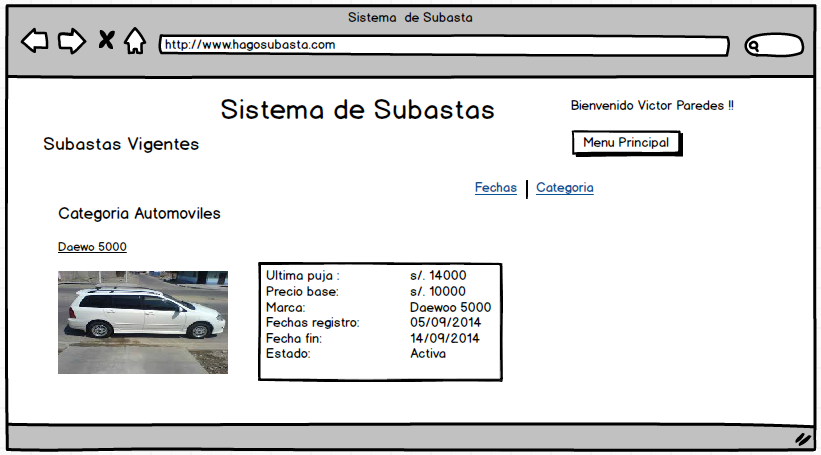 Sistema de Subasta
http://www.hagosubasta.com
Sistema de Subastas
Bienvenido Victor Paredes !!
Subastas Vigentes
Menu Principal
Fechas | Categoria
Categoria Automoviles
Daewo 5000
Ultima puja : s/. 14000
Precio base: s/. 10000
Marca: Daewoo 5000
Fechas registro: 05/09/2014
Fecha fin: 14/09/2014
Estado: Activa